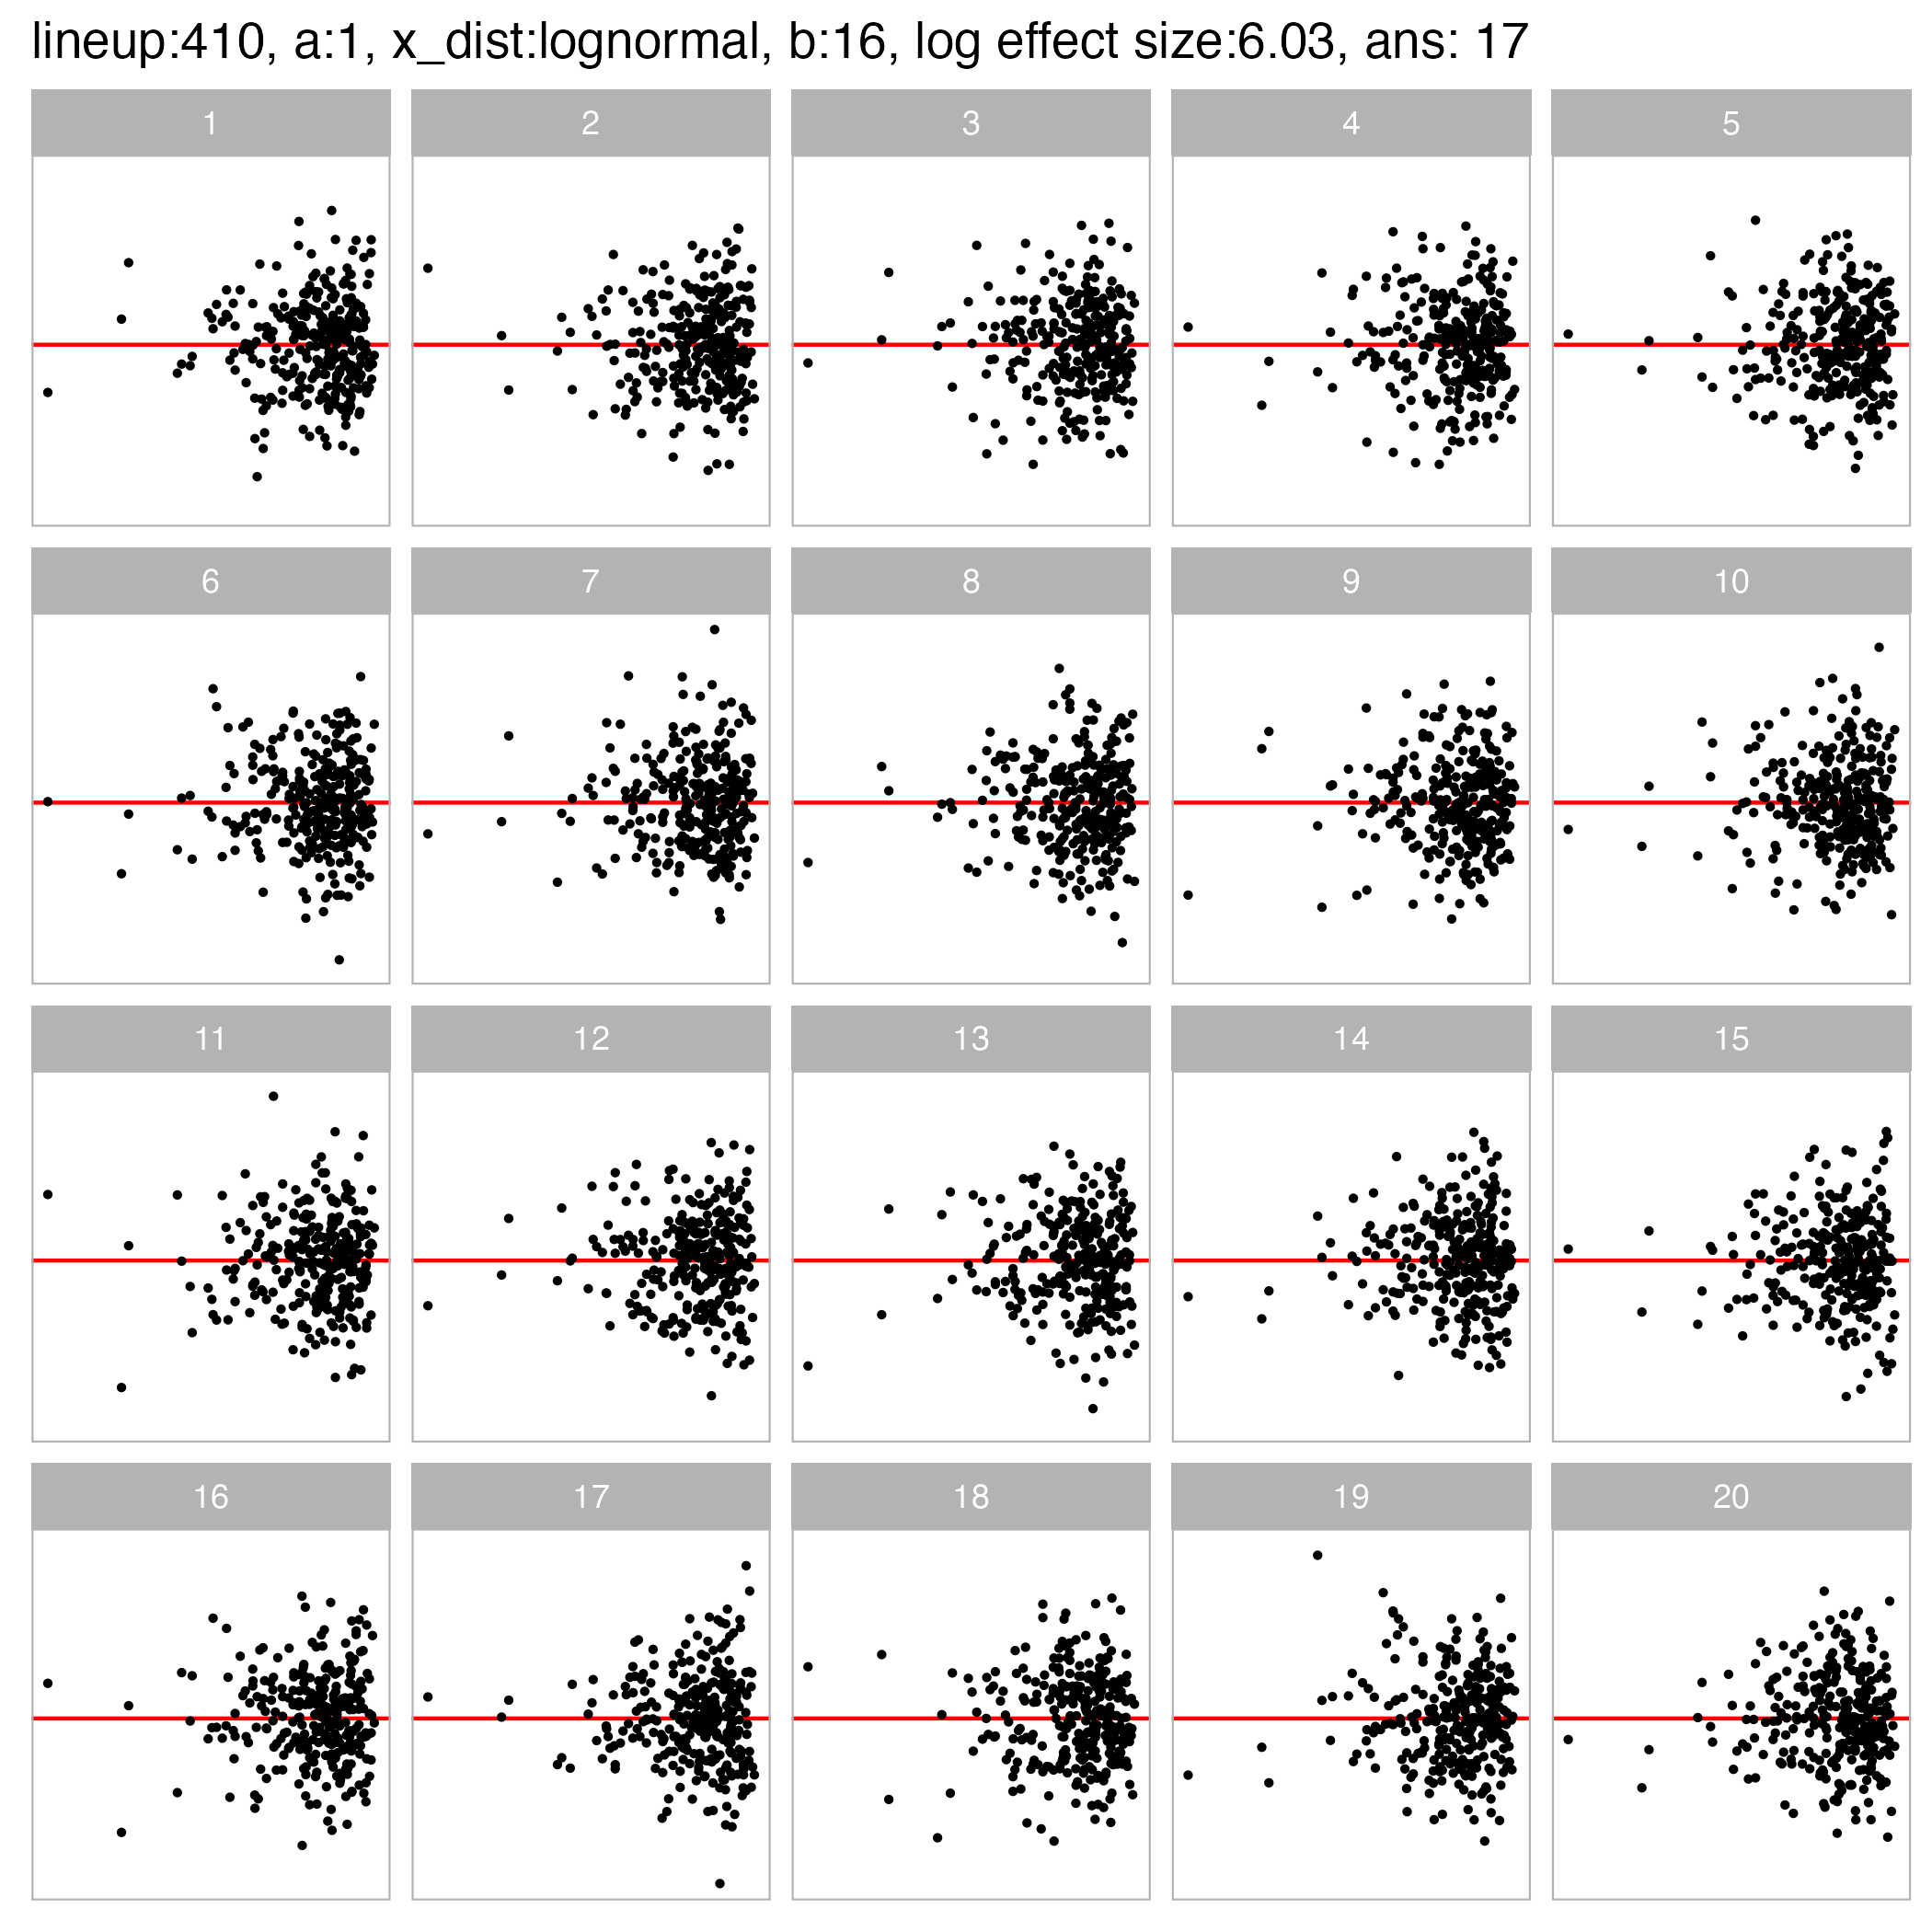 lineup:410, a:1, x_dist:lognormal, b:16, log effect size:6.03, ans: 17
1 2 3 4 5
6 7 8 9 10
11 12 13 14 15
16 17 18 19 20